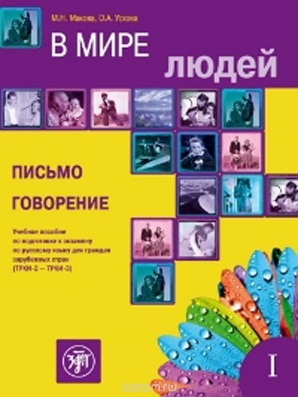 М.Н. Макова, О.А. Ускова
В МИРЕ
людей
ПИСЬМО
ГОВОРЕНИЕ
Учебное пособие
по подготовке к экзамену
по русскому языку для граждан
зарубежных стран
(ТРКИ-2 — ТРКИ-3)
I